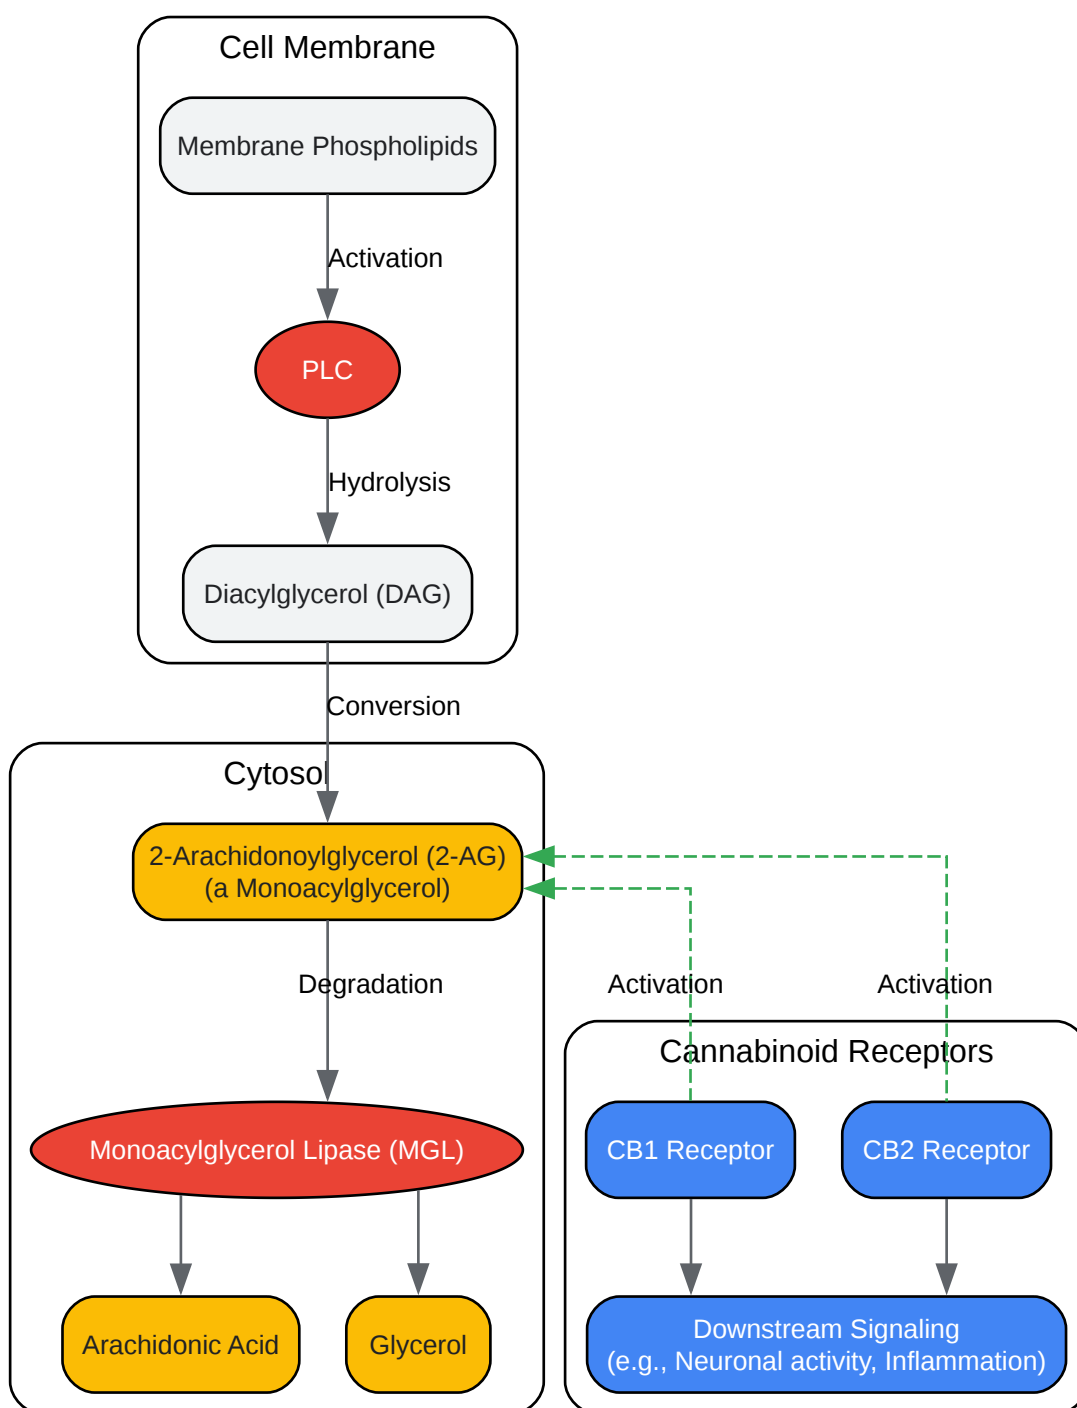 Cell Membrane
Membrane Phospholipids
Activation
PLC
Hydrolysis
Diacylglycerol (DAG)
Conversion
Cytosol
2-Arachidonoylglycerol (2-AG)
(a Monoacylglycerol)
Degradation
Activation
Activation
Cannabinoid Receptors
Monoacylglycerol Lipase (MGL)
CB1 Receptor
CB2 Receptor
Arachidonic Acid
Glycerol
Downstream Signaling
(e.g., Neuronal activity, Inflammation)